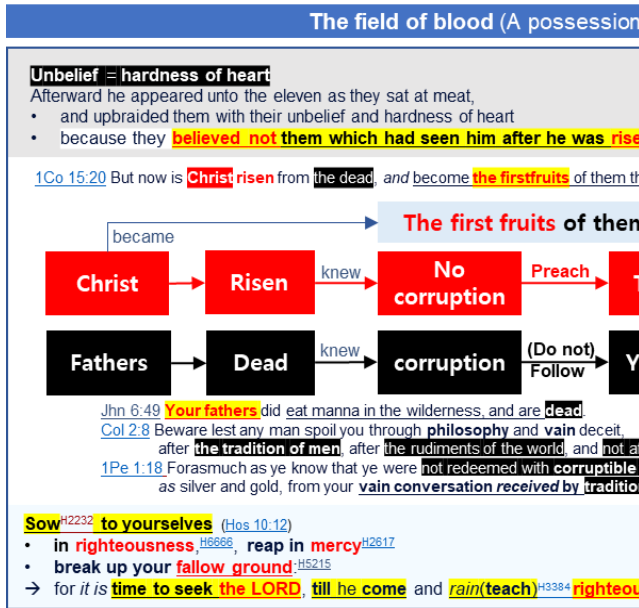 The field of blood (A possession
Unbelief = hardness of heart
Afterward he appeared unto the eleven as they sat at meat,
• and upbraided them with their unbelief and hardness of heart
• because they believed not them which had seen him after he was rise
1Co 15:20 But now is Christ risen from the dead, and become the firstfruits of them th
The first fruits of them
became
Christ
Risen
knew
No corruption
Preach
T
Fathers
Dead
knew
corruption
(Do not)
Follow
Y
Jhn 6:49 Your fathers did eat manna in the wilderness, and are dead.
Col 2:8 Beware lest any man spoil you through philosophy and vain deceit,
after the tradition of men, after the rudiments of the world, and not a
1Pe 1:18 Forasmuch as ye know that ye were not redeemed with corruptible
as silver and gold, from your vain conversation received by tradition
Sow H2232 to yourselves (Hos 10:12)
• in righteousness,H6666, reap in mercyH2617
• break up your fallow ground:H5215
→ for it is time to seek the LORD, till he come and rain(teach)H3384 righteou